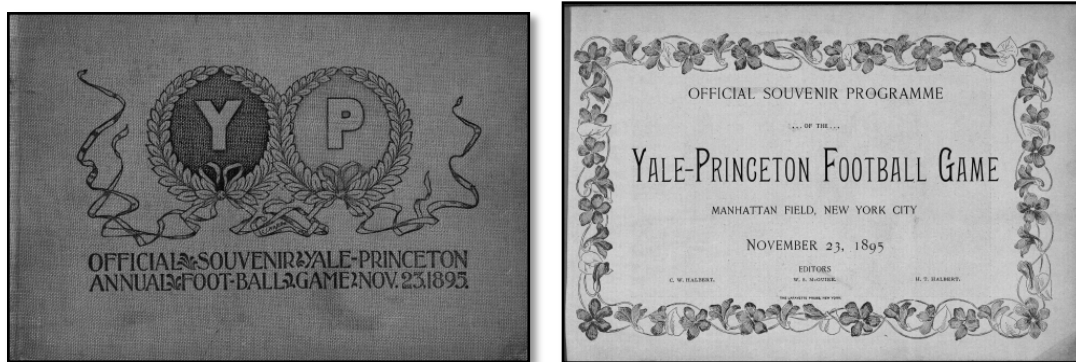 Y P
OFFICIAL SOUVENIR YALE-PRINCETON
ANNUAL FOOT-BALL GAME NOV. 23. 1895.
OFFICIAL SOUVENIR PROGRAMME
... OF THE ...
YALE-PRINCETON FOOTBALL GAME
MANHATTAN FIELD, NEW YORK CITY
NOVEMBER 23, 1895
EDITORS
C. W. HALBERT. W. S. McGUIRE. H. T. HALBERT.